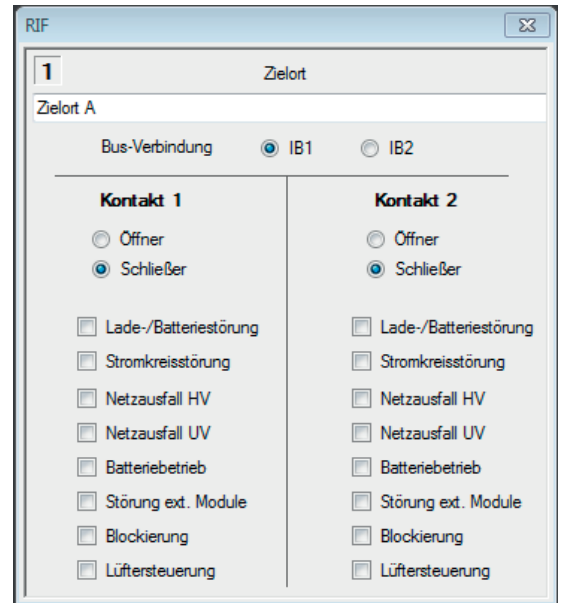 RIF
1 Zielort
Zielort A
Bus-Verbindung IB1 IB2
Kontakt 1 Kontakt 2
Öffner Öffner
Schließer Schließer
Lade-/Batteriestörung Lade-/Batteriestörung
Stromkreisstörung Stromkreisstörung
Netzausfall HV Netzausfall HV
Netzausfall UV Netzausfall UV
Batteriebetrieb Batteriebetrieb
Störung ext. Module Störung ext. Module
Blockierung Blockierung
Lüftersteuerung Lüftersteuerung